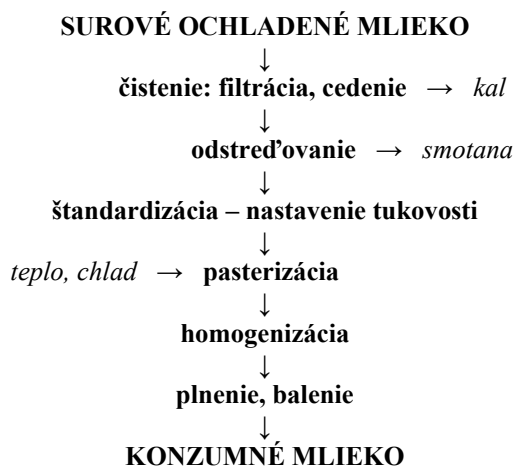 SUROVÉ OCHLADENÉ MLIEKO
↓
čistenie: filtrácia, cedenie → kal
↓
odstreďovanie → smotana
↓
štandardizácia – nastavenie tukovosti
↓
teplo, chlad → pasterizácia
↓
homogenizácia
↓
plnenie, balenie
↓
KONZUMNÉ MLIEKO